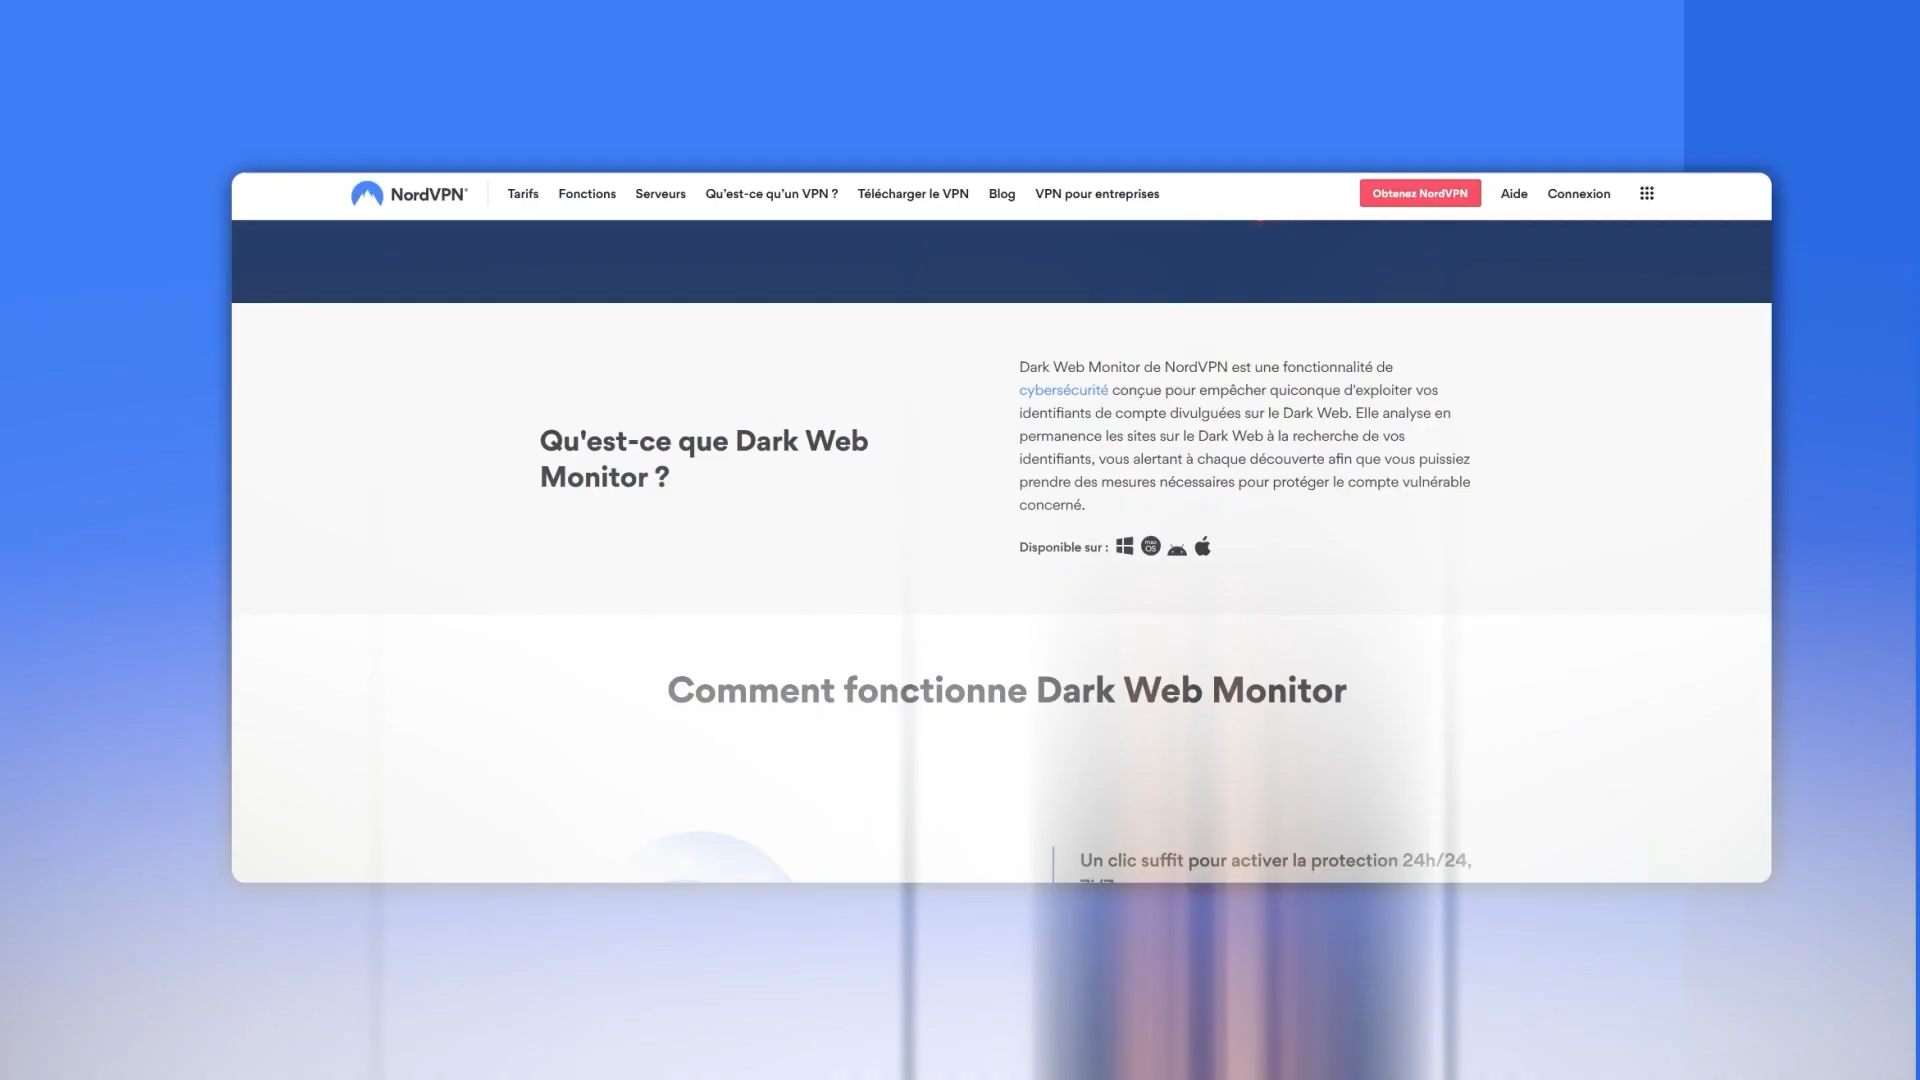 NordVPN®
Tarifs
Fonctions
Serveurs
Qu'est-ce qu'un VPN ?
Télécharger le VPN
Blog
VPN pour entreprises
Obtenez NordVPN
Aide
Connexion
Qu'est-ce que Dark Web
Monitor ?
Dark Web Monitor de NordVPN est une fonctionnalité de
cybersécurité conçue pour empêcher quiconque d'exploiter vos
identifiants de compte divulguées sur le Dark Web. Elle analyse en
permanence les sites sur le Dark Web à la recherche de vos
identifiants, vous alertant à chaque découverte afin que vous puissiez
prendre des mesures nécessaires pour protéger le compte vulnérable
concerné.
Disponible sur :
mac
OS
Comment fonctionne Dark Web Monitor
Un clic suffit pour activer la protection 24h/24,